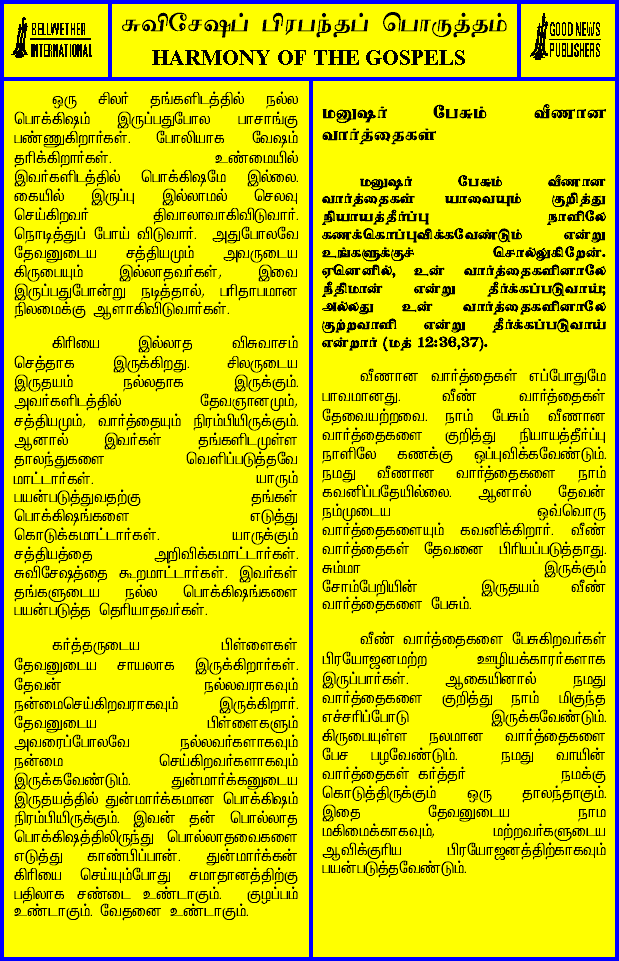 BELLWETHER
INTERNATIONAL
சுவிசேஷப் பிரபந்தப் பொருத்தம்
HARMONY OF THE GOSPELS
GOOD NEWS
PUBLISHERS
ஒரு சிலர் தங்களிடத்தில் நல்ல
பொக்கிஷம் இருப்பதுபோல பாசாங்கு
பண்ணுகிறார்கள். போலியாக வேஷம்
தரிக்கிறார்கள். உண்மையில்
இவர்களிடத்தில் பொக்கிஷமே இல்லை.
கையில் இருப்பு இல்லாமல் செலவு
செய்கிறவர் திவாலாவாகிவிடுவார்.
நொடித்துப் போய் விடுவார். அதுபோலவே
தேவனுடைய சத்தியமும் அவருடைய
கிருபையும் இல்லாதவர்கள், இவை
இருப்பதுபோன்று நடித்தால், பரிதாபமான
நிலமைக்கு ஆளாகிவிடுவார்கள்.
கிரியை இல்லாத விசுவாசம்
செத்தாக இருக்கிறது. சிலருடைய
இருதயம் நல்லதாக இருக்கும்.
அவர்களிடத்தில் தேவஞானமும்,
சத்தியமும், வார்த்தையும் நிரம்பியிருக்கும்.
ஆனால் இவர்கள் தங்களிடமுள்ள
தாலந்துகளை வெளிப்படுத்தவே
மாட்டார்கள். யாரும்
பயன்படுத்துவதற்கு தங்கள்
பொக்கிஷங்களை எடுத்து
கொடுக்கமாட்டார்கள். யாருக்கும்
சத்தியத்தை அறிவிக்கமாட்டார்கள்.
சுவிசேஷத்தை கூறமாட்டார்கள். இவர்கள்
தங்களுடைய நல்ல பொக்கிஷங்களை
பயன்படுத்த தெரியாதவர்கள்.
கர்த்தருடைய பிள்ளைகள்
தேவனுடைய சாயலாக இருக்கிறார்கள்.
தேவன் நல்லவராகவும்
நன்மைசெய்கிறவராகவும் இருக்கிறார்.
தேவனுடைய பிள்ளைகளும்
அவரைப்போலவே நல்லவர்களாகவும்
நன்மை செய்கிறவர்களாகவும்
இருக்கவேண்டும். துன்மார்க்கனுடைய
இருதயத்தில் துன்மார்க்கமான பொக்கிஷம்
நிரம்பியிருக்கும். இவன் தன் பொல்லாத
பொக்கிஷத்திலிருந்து பொல்லாதவைகளை
எடுத்து காண்பிப்பான். துன்மார்க்கன்
கிரியை செய்யும்போது சமாதானத்திற்கு
பதிலாக சண்டை உண்டாகும். குழப்பம்
உண்டாகும். வேதனை உண்டாகும்.
மனுஷர் பேசும் வீணான
வார்த்தைகள்
மனுஷர் பேசும் வீணான
வார்த்தைகள் யாவையும் குறித்து
நியாயத்தீர்ப்பு நாளிலே
கணக்கொப்புவிக்கவேண்டும் என்று
உங்களுக்குச் சொல்லுகிறேன்.
ஏனெனில், உன் வார்த்தைகளினாலே
நீதிமான் என்று தீர்க்கப்படுவாய்;
அல்லது உன் வார்த்தைகளினாலே
குற்றவாளி என்று தீர்க்கப்படுவாய்
என்றார் (மத் 12:36,37).
வீணான வார்த்தைகள் எப்போதுமே
பாவமானது. வீண் வார்த்தைகள்
தேவையற்றவை. நாம் பேசும் வீணான
வார்த்தைகளை குறித்து நியாயத்தீர்ப்பு
நாளிலே கணக்கு ஒப்புவிக்கவேண்டும்.
நமது வீணான வார்த்தைகளை நாம்
கவனிப்பதேயில்லை. ஆனால் தேவன்
நம்முடைய ஒவ்வொரு
வார்த்தைகளையும் கவனிக்கிறார். வீண்
வார்த்தைகள் தேவனை பிரியப்படுத்தாது.
சும்மா இருக்கும்
சோம்பேறியின் இருதயம் வீண்
வார்த்தைகளை பேசும்.
வீண் வார்த்தைகளை பேசுகிறவர்கள்
பிரயோஜனமற்ற ஊழியக்காரர்களாக
இருப்பார்கள். ஆகையினால் நமது
வார்த்தைகளை குறித்து நாம் மிகுந்த
எச்சரிப்போடு இருக்கவேண்டும்.
கிருபையுள்ள நலமான வார்த்தைகளை
பேச பழவேண்டும். நமது வாயின்
வார்த்தைகள் கர்த்தர் நமக்கு
கொடுத்திருக்கும் ஒரு தாலந்தாகும்.
இதை தேவனுடைய நாம
மகிமைக்காகவும், மற்றவர்களுடைய
ஆவிக்குரிய பிரயோஜனத்திற்காகவும்
பயன்படுத்தவேண்டும்.